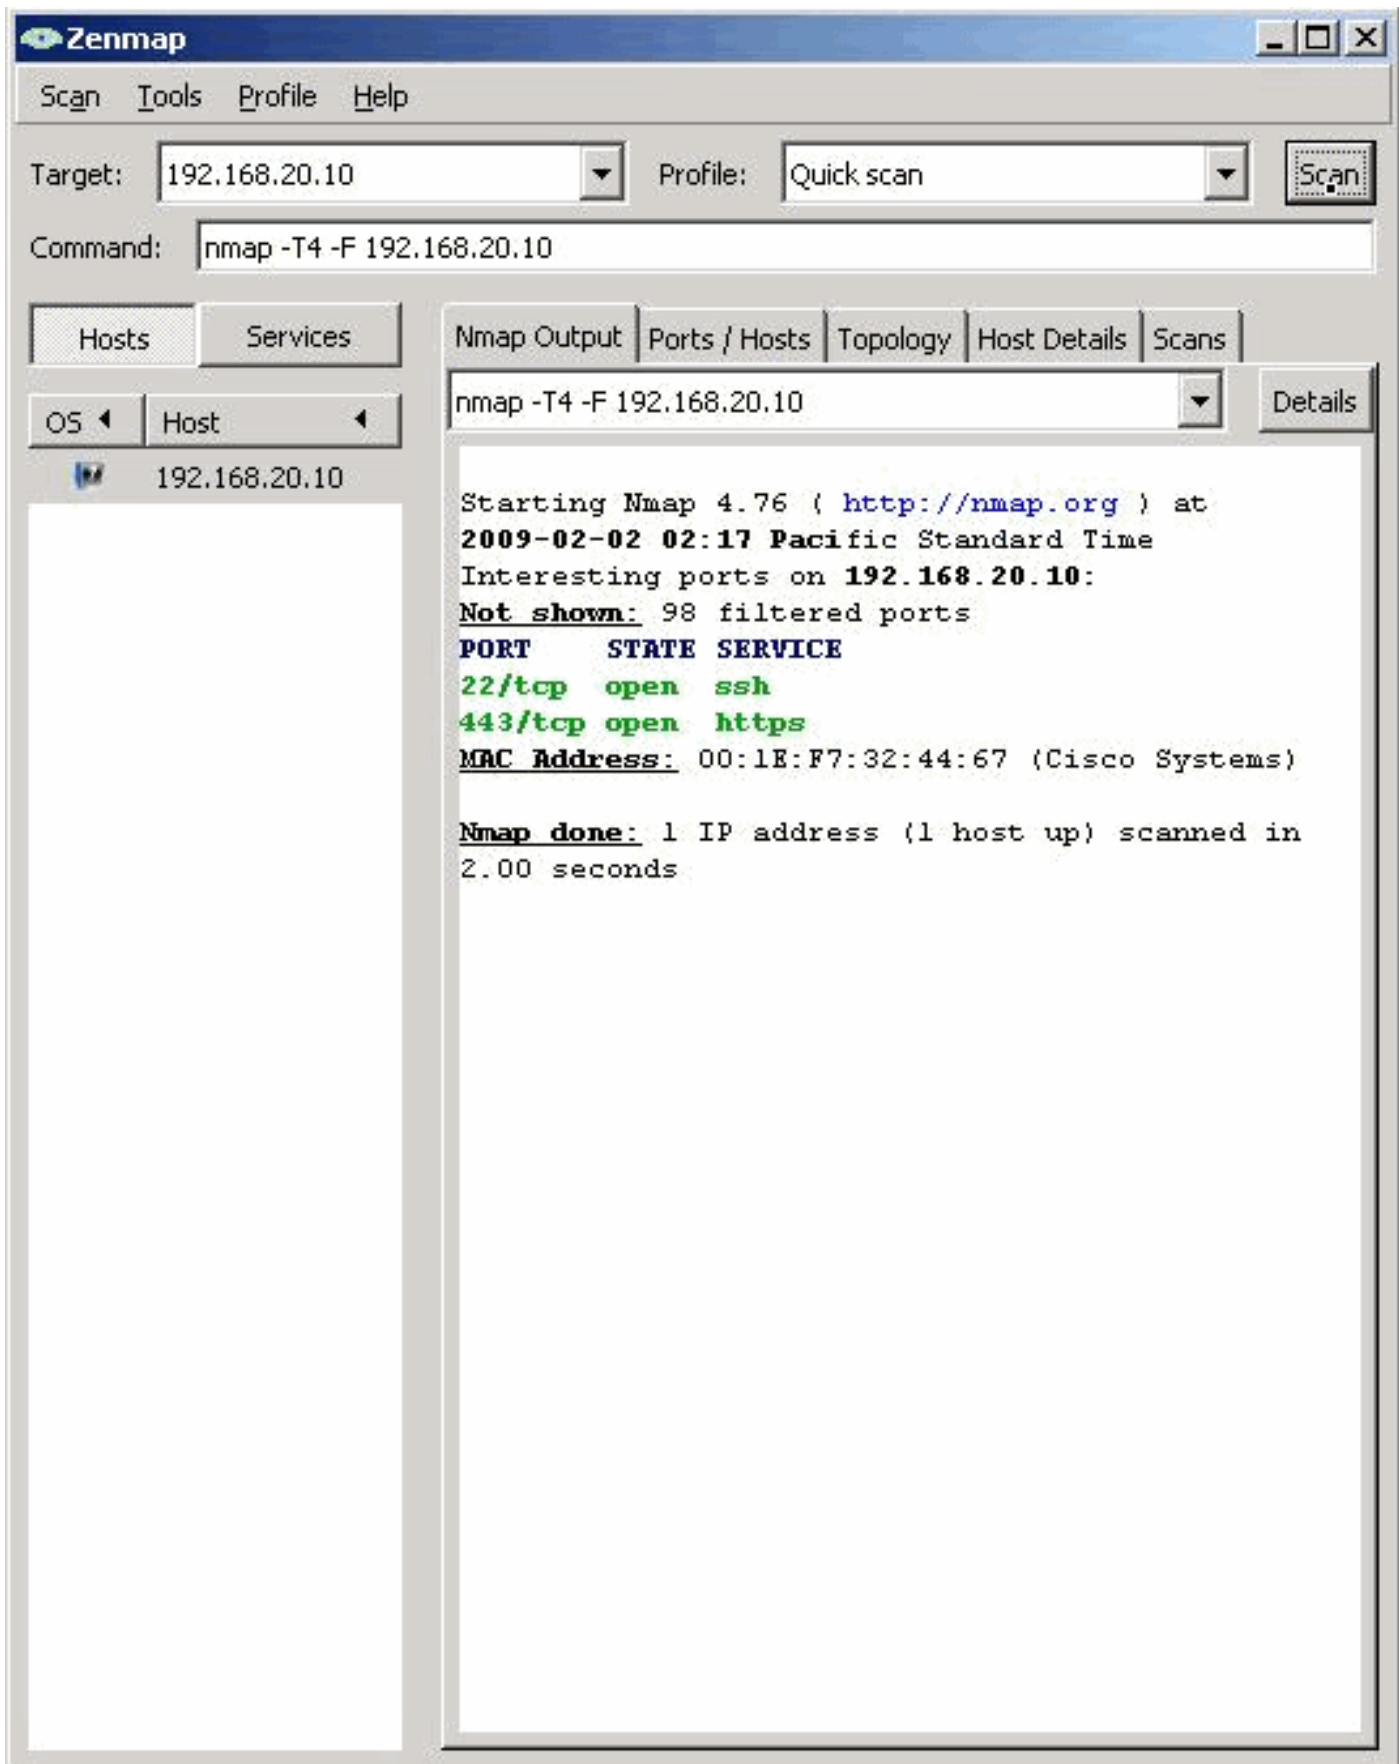 Zenmap
Scan Tools Profile Help
Target: 192.168.20.10 Profile: Quick scan Scan
Command: nmap -T4 -F 192.168.20.10
Hosts Services
Nmap Output Ports / Hosts Topology Host Details Scans
nmap -T4 -F 192.168.20.10 Details
OS Host
192.168.20.10
Starting Nmap 4.76 ( http://nmap.org ) at
2009-02-02 02:17 Pacific Standard Time
Interesting ports on 192.168.20.10:
Not shown: 98 filtered ports
PORT STATE SERVICE
22/tcp open ssh
443/tcp open https
MAC Address: 00:1E:F7:32:44:67 (Cisco Systems)
Nmap done: 1 IP address (1 host up) scanned in
2.00 seconds